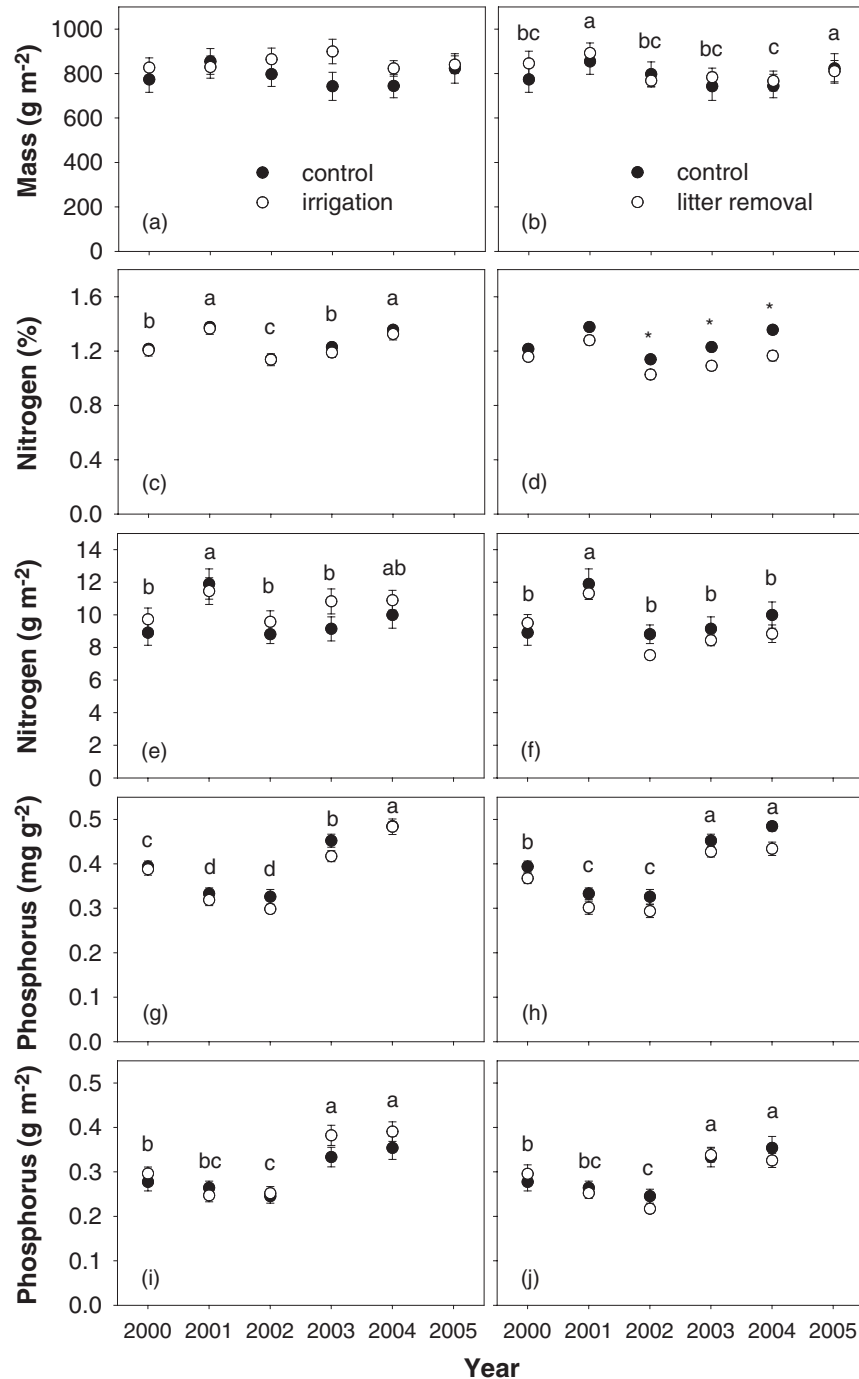 Mass (g m-2)
1000
800
600
400
200
0
control
irrigation
(a)
bc a bc bc c a
control
litter removal
(b)
Nitrogen (%)
1.6
1.2
0.8
0.4
0.0
b a c b a
(c)
* * *
(d)
Nitrogen (g m-2)
14
12
10
8
6
4
2
0
b a b b ab
(e)
b a b b b
(f)
Phosphorus (mg g-2)
0.5
0.4
0.3
0.2
0.1
0.0
c d d b a
(g)
b c c a a
(h)
Phosphorus (g m-2)
0.5
0.4
0.3
0.2
0.1
0.0
b bc c a a
(i)
b bc c a a
(j)
2000 2001 2002 2003 2004 2005
2000 2001 2002 2003 2004 2005
Year